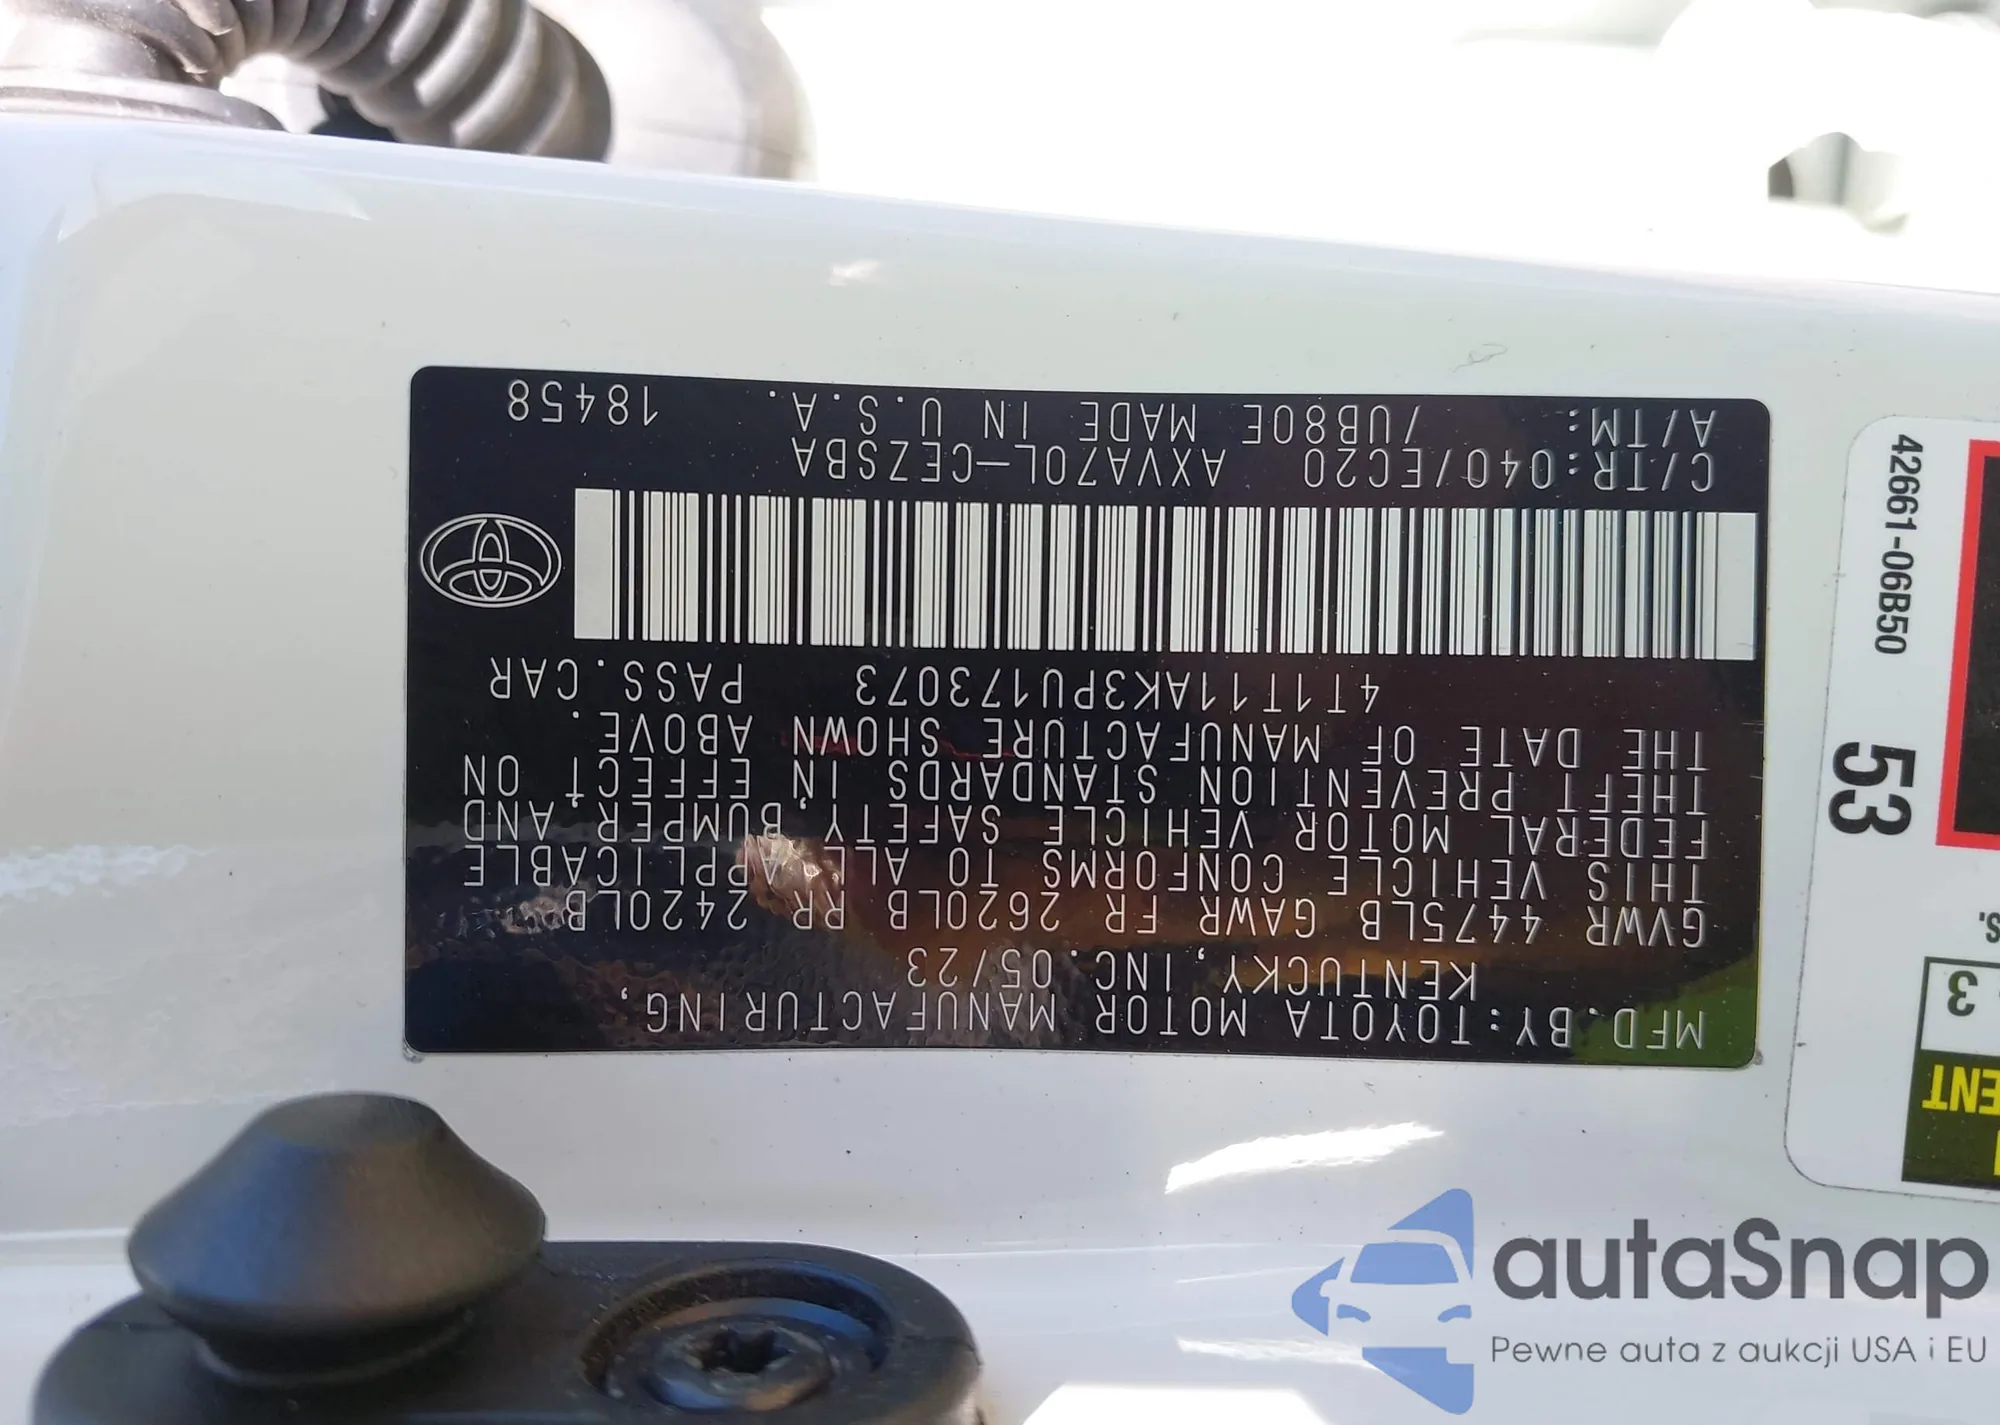 MFD.BY:TOYOTA MOTOR MANUFACTURING,
KENTUCKY,INC.05/23
GVWR 4475LB GAWR FR 2620LB RR 2420LB
THIS VEHICLE CONFORMS TO ALL APPLICABLE
FEDERAL MOTOR VEHICLE SAFETY,BUMPER AND
THEFT PREVENTION STANDARDS IN EFFECT ON
THE DATE OF MANUFACTURE SHOWN ABOVE.
4T1T11AK3PU173073 PASS.CAR
C/TR:040/EC20 AXVA70L-CEZSBA
A/TM: /UB80E MADE IN U.S.A. 18458
42661-06B50
53
3
ENT
autaSnap
Pewne auta z aukcji USA i EU